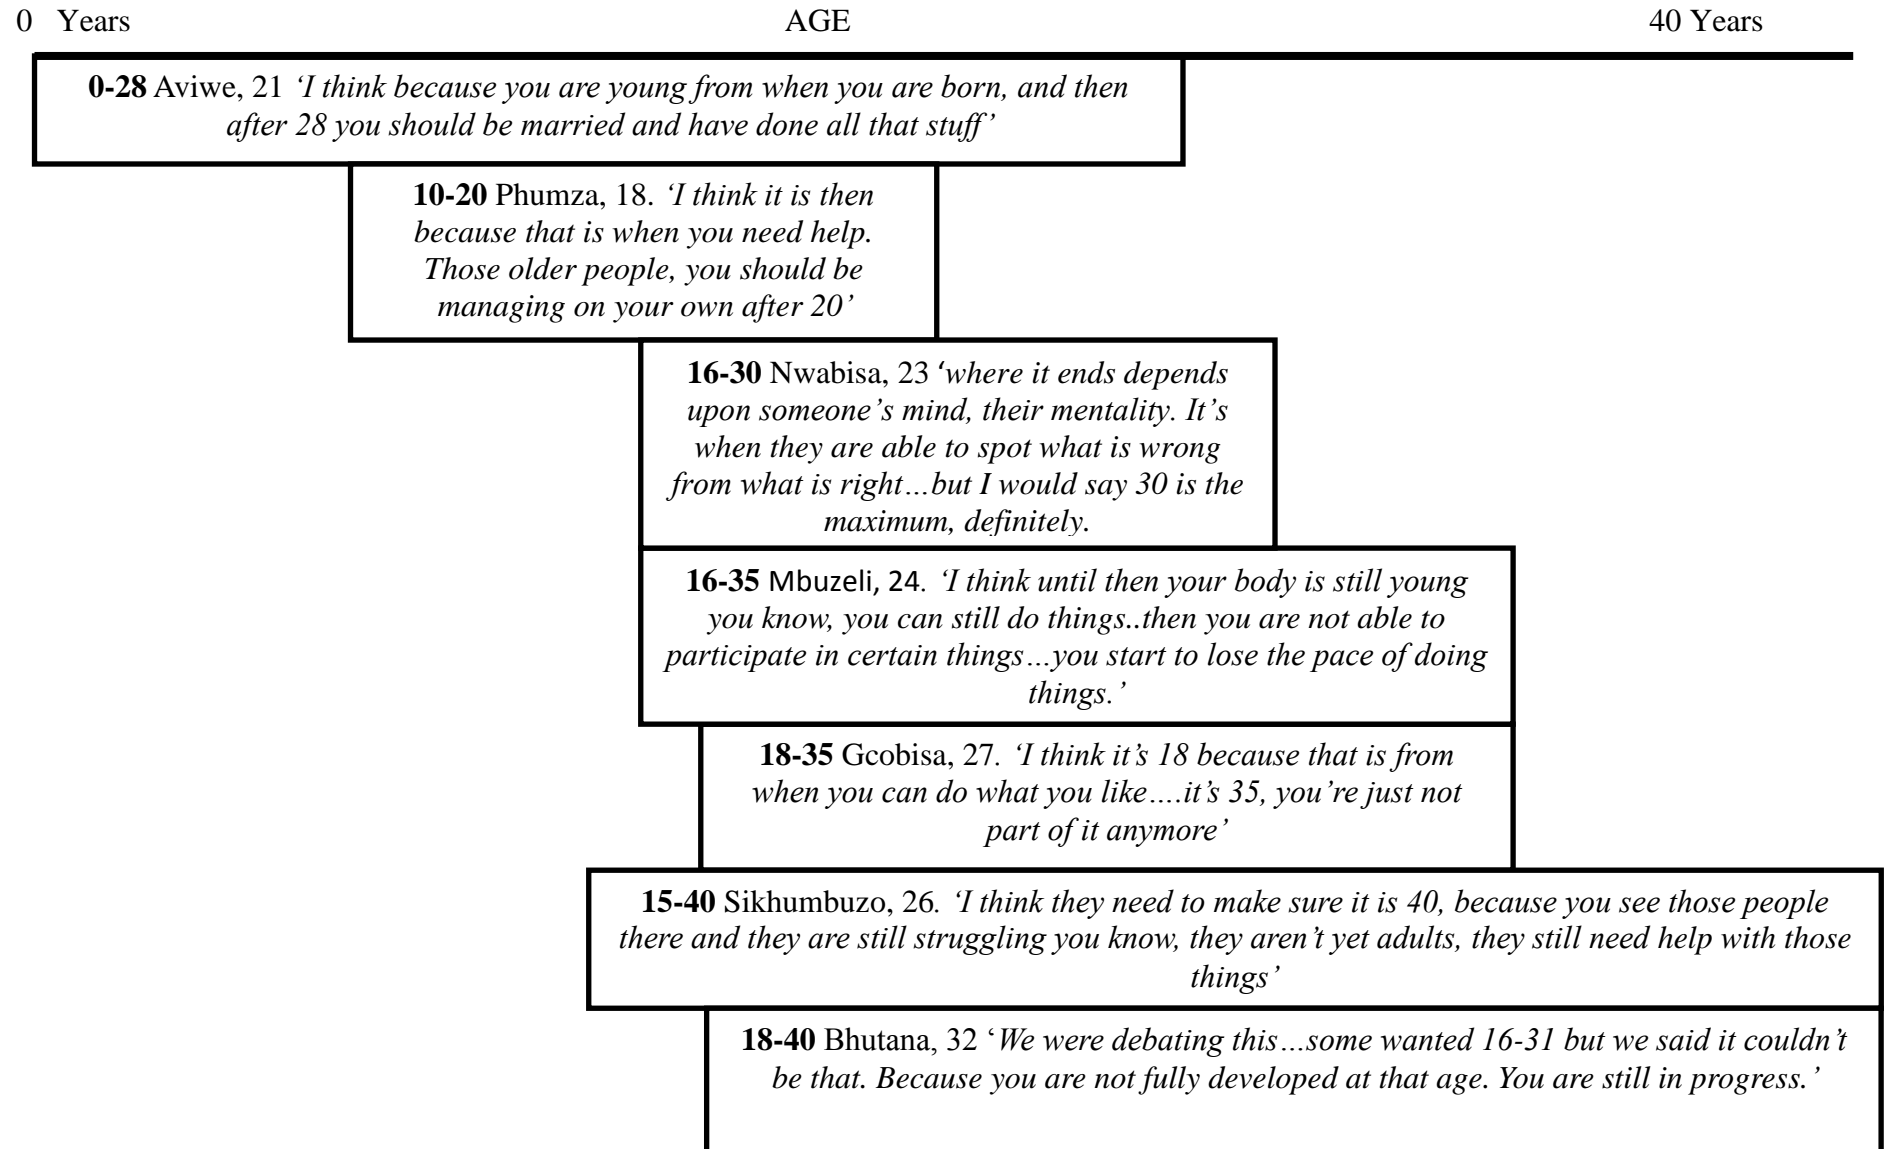 0 Years AGE 40 Years
0-28 Aviwe, 21 ‘I think because you are young from when you are born, and then
after 28 you should be married and have done all that stuff’
10-20 Phumza, 18. ‘I think it is then
because that is when you need help.
Those older people, you should be
managing on your own after 20’
16-30 Nwabisa, 23 ‘where it ends depends
upon someone’s mind, their mentality. It’s
when they are able to spot what is wrong
from what is right…but I would say 30 is the
maximum, definitely.
16-35 Mbuzeli, 24. ‘I think until then your body is still young
you know, you can still do things..then you are not able to
participate in certain things…you start to lose the pace of doing
things.’
18-35 Gcobisa, 27. ‘I think it’s 18 because that is from
when you can do what you like….it’s 35, you’re just not
part of it anymore’
15-40 Sikhumbuzo, 26. ‘I think they need to make sure it is 40, because you see those people
there and they are still struggling you know, they aren’t yet adults, they still need help with those
things’
18-40 Bhutana, 32 ‘We were debating this…some wanted 16-31 but we said it couldn’t
be that. Because you are not fully developed at that age. You are still in progress.’